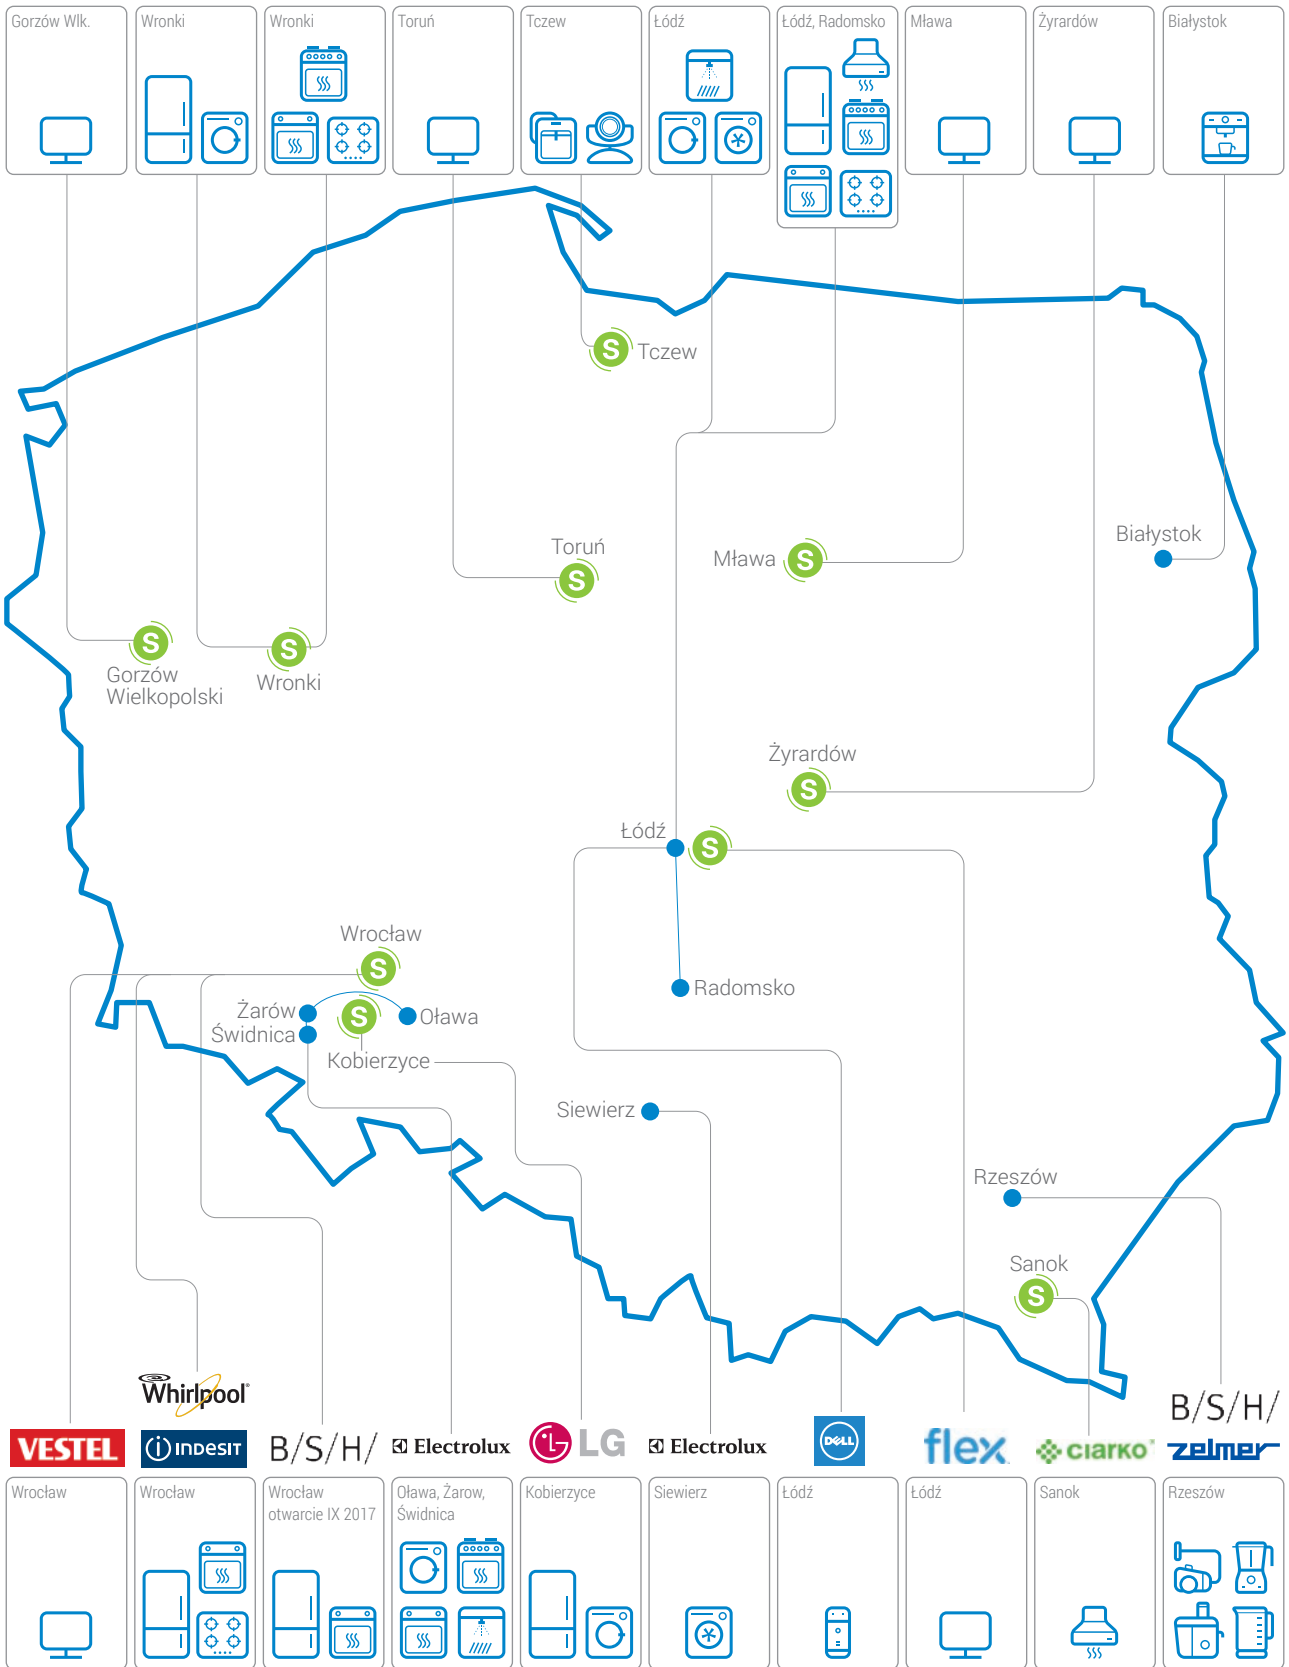 Gorzów Wlk.
Wronki
Wronki
Toruń
Tczew
Łódź
Łódź, Radomsko
Mława
Żyrardów
Białystok
S Tczew
Białystok
Toruń
S
Mława S
S
Gorzów
Wielkopolski
S
Wronki
Żyrardów
S
Łódź S
Wrocław
S
Radomsko
Żarów
S
Oława
Świdnica
Kobierzyce
Siewierz
Rzeszów
Sanok
S
Whirlpool
B/S/H/
VESTEL
i INDESIT
B/S/H/
Electrolux
LG
Electrolux
DELL
flex
ciarko
zelmer
Wrocław
Wrocław
Wrocław
otwarcie IX 2017
Oława, Żarow,
Świdnica
Kobierzyce
Siewierz
Łódź
Łódź
Sanok
Rzeszów